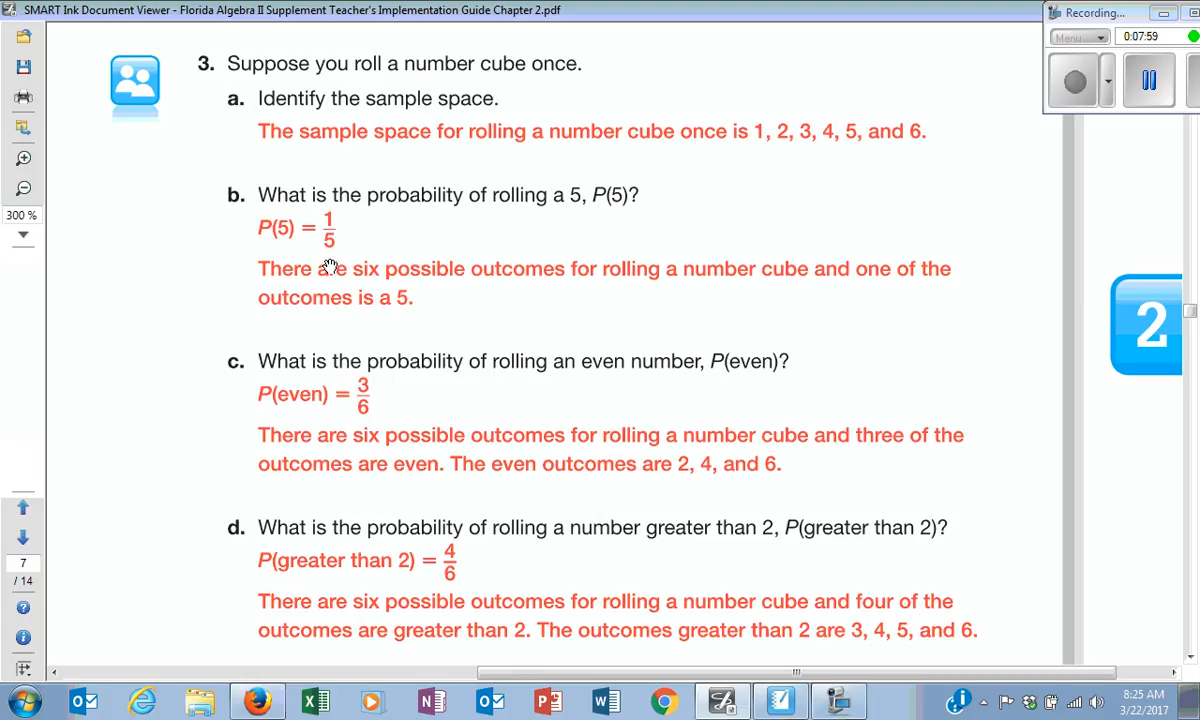 SMART Ink Document Viewer - Florida Algebra II Supplement Teacher's Implementation Guide Chapter 2.pdf
Recording...
Menu
0:07:59
3. Suppose you roll a number cube once.
a. Identify the sample space.
The sample space for rolling a number cube once is 1, 2, 3, 4, 5, and 6.
b. What is the probability of rolling a 5, P(5)?
P(5) = 1/5
There are six possible outcomes for rolling a number cube and one of the
outcomes is a 5.
c. What is the probability of rolling an even number, P(even)?
P(even) = 3/6
There are six possible outcomes for rolling a number cube and three of the
outcomes are even. The even outcomes are 2, 4, and 6.
d. What is the probability of rolling a number greater than 2, P(greater than 2)?
P(greater than 2) = 4/6
There are six possible outcomes for rolling a number cube and four of the
outcomes are greater than 2. The outcomes greater than 2 are 3, 4, 5, and 6.
2
300 %
7
/ 14
8:25 AM
3/22/2017